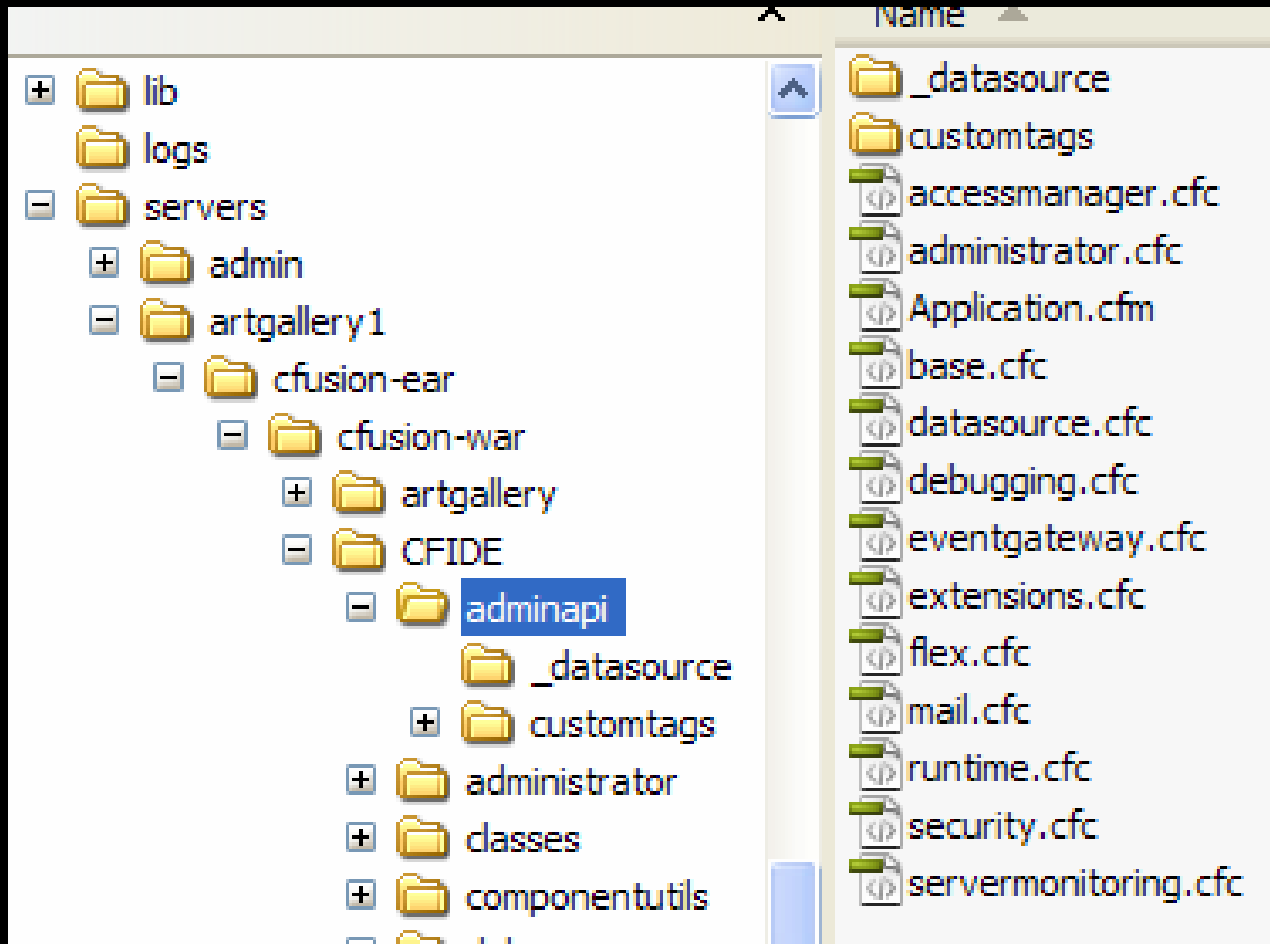 lib
logs
servers
admin
artgallery1
cfusion-ear
cfusion-war
artgallery
CFIDE
adminapi
_datasource
customtags
administrator
classes
componentutils
Name
_datasource
customtags
accessmanager.cfc
administrator.cfc
Application.cfm
base.cfc
datasource.cfc
debugging.cfc
eventgateway.cfc
extensions.cfc
flex.cfc
mail.cfc
runtime.cfc
security.cfc
servermonitoring.cfc